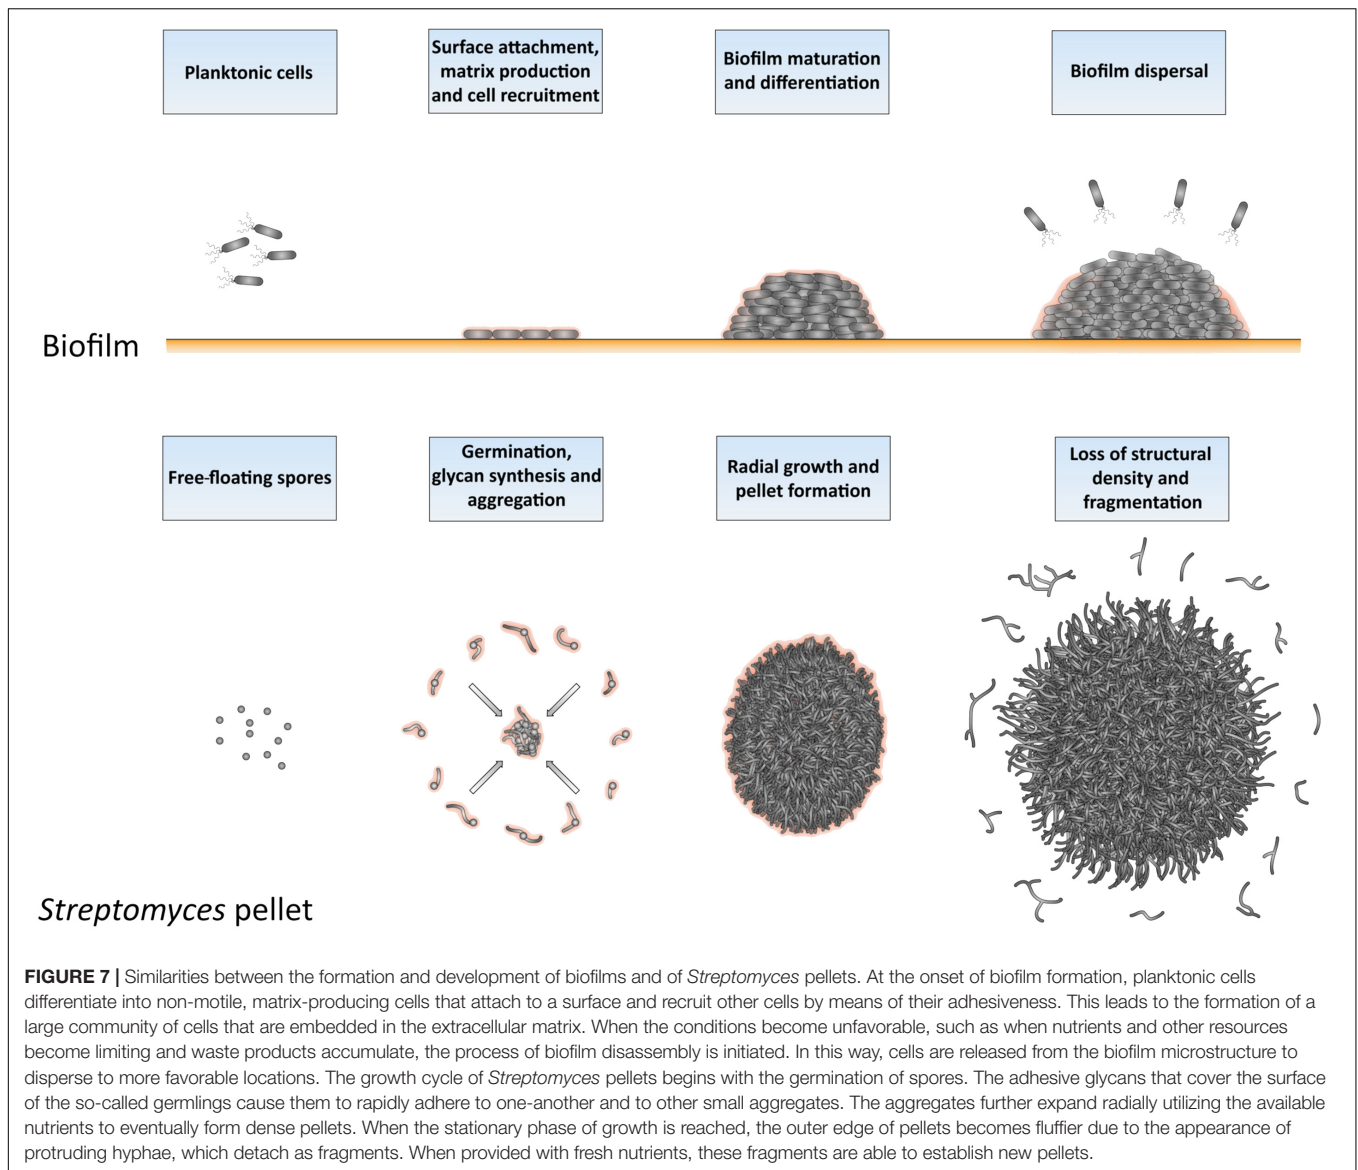 Planktonic cells
Surface attachment,
matrix production
and cell recruitment
Biofilm maturation
and differentiation
Biofilm dispersal
Biofilm
Free-floating spores
Germination,
glycan synthesis and
aggregation
Radial growth and
pellet formation
Loss of structural
density and
fragmentation
Streptomyces pellet
FIGURE 7 | Similarities between the formation and development of biofilms and of Streptomyces pellets. At the onset of biofilm formation, planktonic cells
differentiate into non-motile, matrix-producing cells that attach to a surface and recruit other cells by means of their adhesiveness. This leads to the formation of a
large community of cells that are embedded in the extracellular matrix. When the conditions become unfavorable, such as when nutrients and other resources
become limiting and waste products accumulate, the process of biofilm disassembly is initiated. In this way, cells are released from the biofilm microstructure to
disperse to more favorable locations. The growth cycle of Streptomyces pellets begins with the germination of spores. The adhesive glycans that cover the surface
of the so-called germlings cause them to rapidly adhere to one-another and to other small aggregates. The aggregates further expand radially utilizing the available
nutrients to eventually form dense pellets. When the stationary phase of growth is reached, the outer edge of pellets becomes fluffier due to the appearance of
protruding hyphae, which detach as fragments. When provided with fresh nutrients, these fragments are able to establish new pellets.